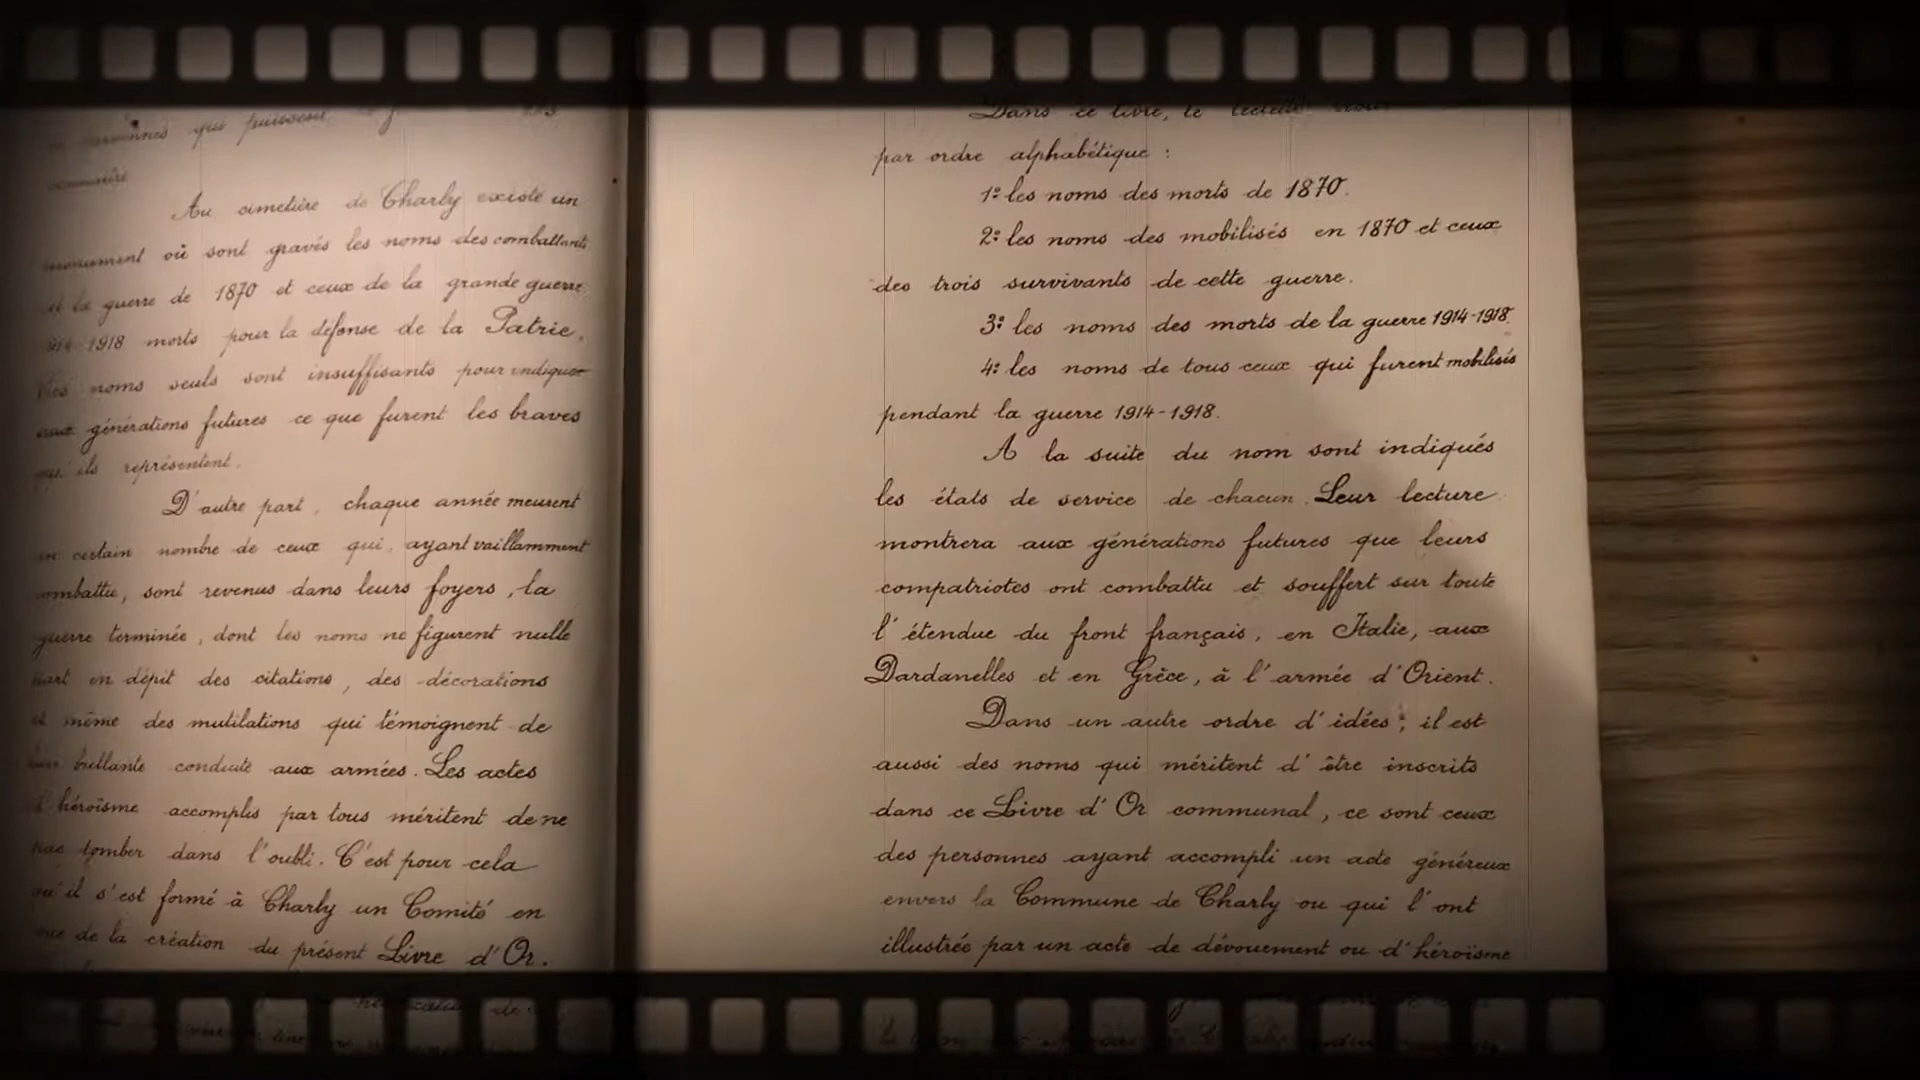 qui puissent
Au cimetière de Charly existe un
monument où sont gravés les noms des combattants
et la guerre de 1870 et ceux de la grande guerre
1914-1918 morts pour la défense de la Patrie.
noms seuls sont insuffisants pour indiquer
aux générations futures ce que furent les braves
qu'ils représentent.
D'autre part, chaque année meurent
un certain nombre de ceux qui, ayant vaillamment
combattu, sont revenus dans leurs foyers, la
guerre terminée, dont les noms ne figurent nulle
part en dépit des citations, des décorations
et même des mutilations qui témoignent de
leur brillante conduite aux armées. Les actes
d'héroïsme accomplis par tous méritent de ne
pas tomber dans l'oubli. C'est pour cela
qu'il s'est formé à Charly un Comité en
vue de la création du présent Livre d'Or.
Dans ce livre, le
par ordre alphabétique :
1º les noms des morts de 1870.
2º les noms des mobilisés en 1870 et ceux
des trois survivants de cette guerre.
3º les noms des morts de la guerre 1914-1918.
4º les noms de tous ceux qui furent mobilisés
pendant la guerre 1914-1918.
A la suite du nom sont indiqués
les états de service de chacun. Leur lecture
montrera aux générations futures que leurs
compatriotes ont combattu et souffert sur toute
l'étendue du front français, en Italie, aux
Dardanelles et en Grèce, à l'armée d'Orient.
Dans un autre ordre d'idées, il est
aussi des noms qui méritent d'être inscrits
dans ce Livre d'Or communal, ce sont ceux
des personnes ayant accompli un acte généreux
envers la Commune de Charly ou qui l'ont
illustrée par un acte de dévouement ou d'héroïsme